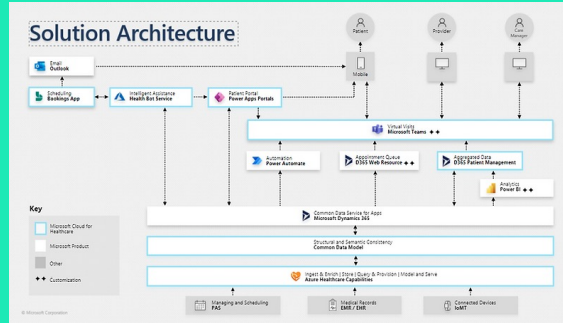 Solution Architecture
Patient
Provider
Care
Manager
Email
Outlook
Mobile
Scheduling
Bookings App
Intelligent Assistance
Health Bot Service
Patient Portal
Power Apps Portals
Virtual Visits
Microsoft Teams ✦✦
Automation
Power Automate
Appointment Queue
D365 Web Resource ✦✦
Aggregated Data
D365 Patient Management
Analytics
Power BI ✦✦
Key
Microsoft Cloud for
Healthcare
Microsoft Product
Other
✦✦ Customization
Common Data Service for Apps
Microsoft Dynamics 365
Structural and Semantic Consistency
Common Data Model
Ingest & Enrich | Store | Query & Provision | Model and Serve
Azure Healthcare Capabilities
Managing and Scheduling
PAS
Medical Records
EMR / EHR
Connected Devices
IoMT
© Microsoft Corporation